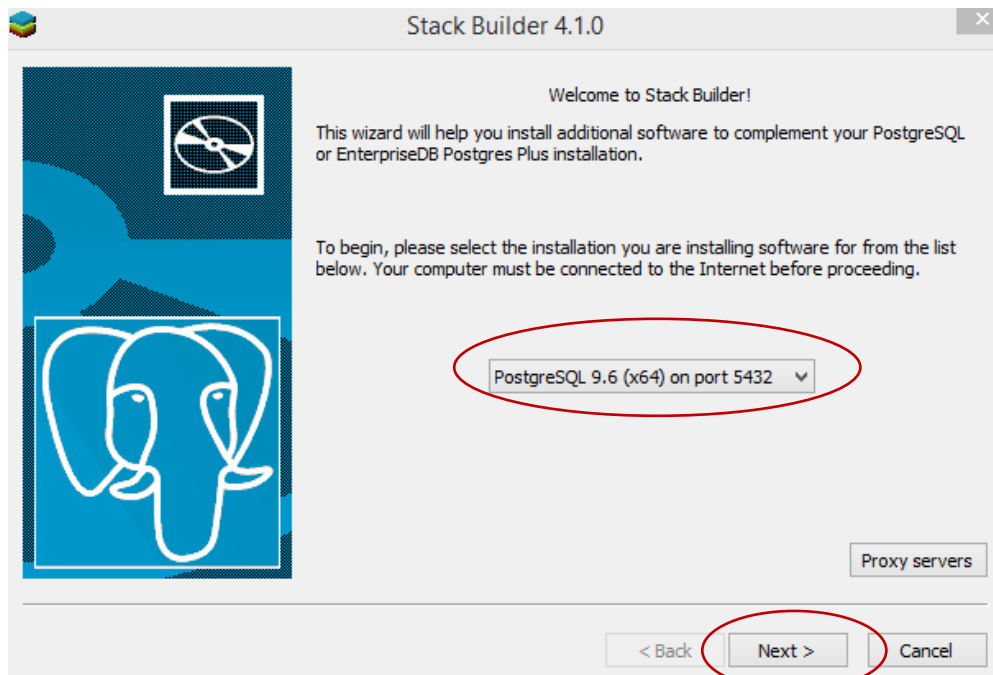 Stack Builder 4.1.0
Welcome to Stack Builder!
This wizard will help you install additional software to complement your PostgreSQL
or EnterpriseDB Postgres Plus installation.
To begin, please select the installation you are installing software for from the list
below. Your computer must be connected to the Internet before proceeding.
PostgreSQL 9.6 (x64) on port 5432
Proxy servers
< Back
Next >
Cancel